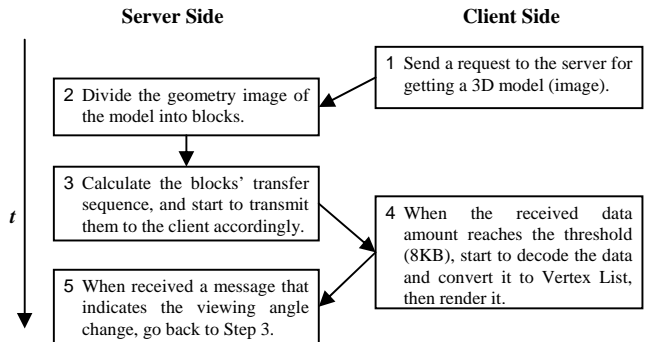 Server Side
Client Side
1 Send a request to the server for
getting a 3D model (image).
2 Divide the geometry image of
the model into blocks.
3 Calculate the blocks' transfer
sequence, and start to transmit
them to the client accordingly.
t
4 When the received data
amount reaches the threshold
(8KB), start to decode the data
and convert it to Vertex List,
then render it.
5 When received a message that
indicates the viewing angle
change, go back to Step 3.